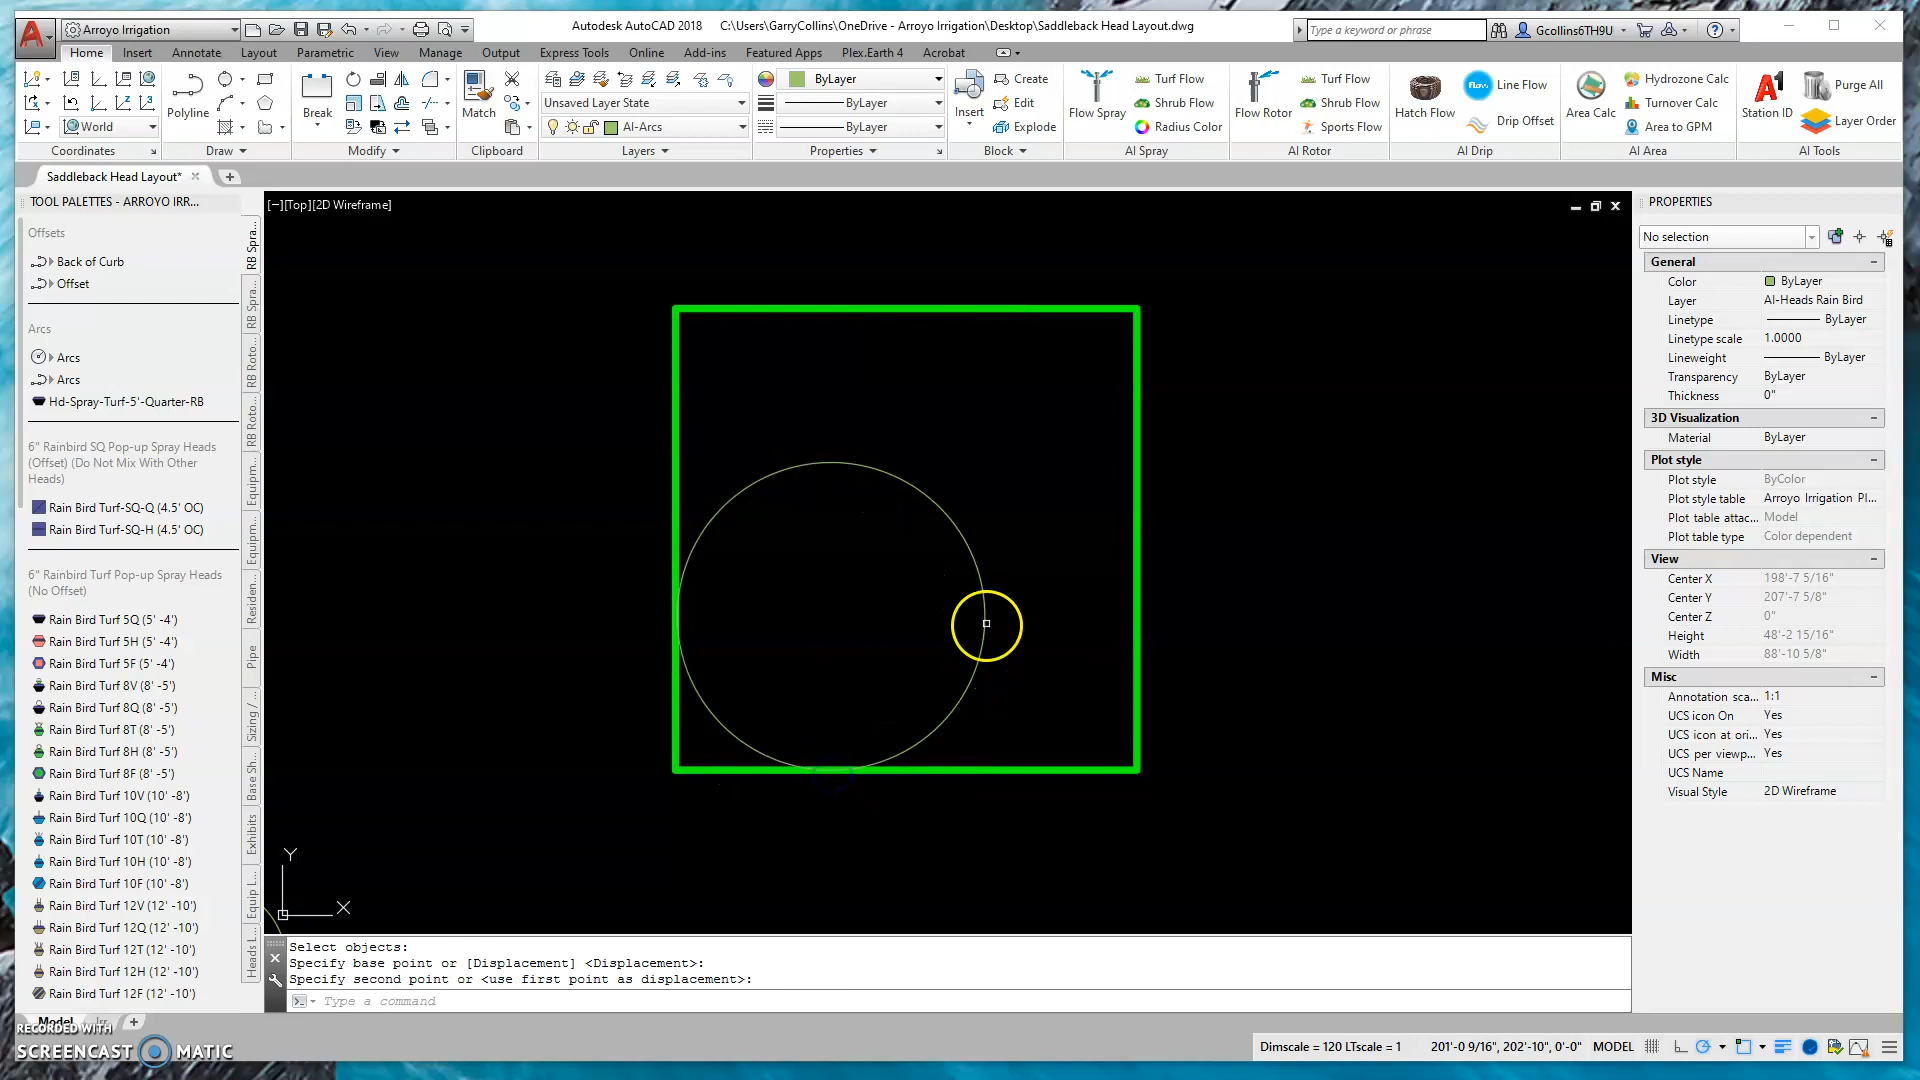 Arroyo Irrigation
Autodesk AutoCAD 2018 C:\Users\GarryCollins\OneDrive - Arroyo Irrigation\Desktop\Saddleback Head Layout.dwg
Type a keyword or phrase
Gcollins6TH9U
Home Insert Annotate Layout Parametric View Manage Output Express Tools Online Add-ins Featured Apps Plex.Earth 4 Acrobat
World
Coordinates
Polyline
Draw
Break
Modify
Match
Clipboard
Unsaved Layer State
AI-Arcs
Layers
ByLayer
ByLayer
ByLayer
Properties
Insert
Create
Edit
Explode
Block
Flow Spray
Turf Flow
Shrub Flow
Radius Color
AI Spray
Flow Rotor
Turf Flow
Shrub Flow
Sports Flow
AI Rotor
Hatch Flow
flow
Line Flow
Drip Offset
AI Drip
Area Calc
Hydrozone Calc
Turnover Calc
Area to GPM
AI Area
A1
Station ID
Purge All
Layer Order
AI Tools
Saddleback Head Layout*
TOOL PALETTES - ARROYO IRR...
Offsets
Back of Curb
Offset
Arcs
Arcs
Arcs
Hd-Spray-Turf-5'-Quarter-RB
6" Rainbird SQ Pop-up Spray Heads
(Offset) (Do Not Mix With Other
Heads)
Rain Bird Turf-SQ-Q (4.5' OC)
Rain Bird Turf-SQ-H (4.5' OC)
6" Rainbird Turf Pop-up Spray Heads
(No Offset)
Rain Bird Turf 5Q (5' -4')
Rain Bird Turf 5H (5' -4')
Rain Bird Turf 5F (5' -4')
Rain Bird Turf 8V (8' -5')
Rain Bird Turf 8Q (8' -5')
Rain Bird Turf 8T (8' -5')
Rain Bird Turf 8H (8' -5')
Rain Bird Turf 8F (8' -5')
Rain Bird Turf 10V (10' -8')
Rain Bird Turf 10Q (10' -8')
Rain Bird Turf 10T (10' -8')
Rain Bird Turf 10H (10' -8')
Rain Bird Turf 10F (10' -8')
Rain Bird Turf 12V (12' -10')
Rain Bird Turf 12Q (12' -10')
Rain Bird Turf 12T (12' -10')
Rain Bird Turf 12H (12' -10')
Rain Bird Turf 12F (12' -10')
RB Spra...
RB Spra...
RB Roto...
RB Roto...
Equipm...
Equipm...
Residen...
Pipe
Sizing /...
Base Sh...
Exhibits
Equip L...
Heads L...
[−][Top][2D Wireframe]
Y
X
Select objects:
Specify base point or [Displacement] <Displacement>:
Specify second point or <use first point as displacement>:
Type a command
PROPERTIES
No selection
General
Color ByLayer
Layer AI-Heads Rain Bird
Linetype ByLayer
Linetype scale 1.0000
Lineweight ByLayer
Transparency ByLayer
Thickness 0"
3D Visualization
Material ByLayer
Plot style
Plot style ByColor
Plot style table Arroyo Irrigation Pl...
Plot table attac... Model
Plot table type Color dependent
View
Center X 198'-7 5/16"
Center Y 207'-7 5/8"
Center Z 0"
Height 48'-2 15/16"
Width 88'-10 5/8"
Misc
Annotation sca... 1:1
UCS icon On Yes
UCS icon at ori... Yes
UCS per viewp... Yes
UCS Name
Visual Style 2D Wireframe
Model
RECORDED WITH
SCREENCAST MATIC
Dimscale = 120 LTscale = 1 201'-0 9/16", 202'-10", 0'-0" MODEL